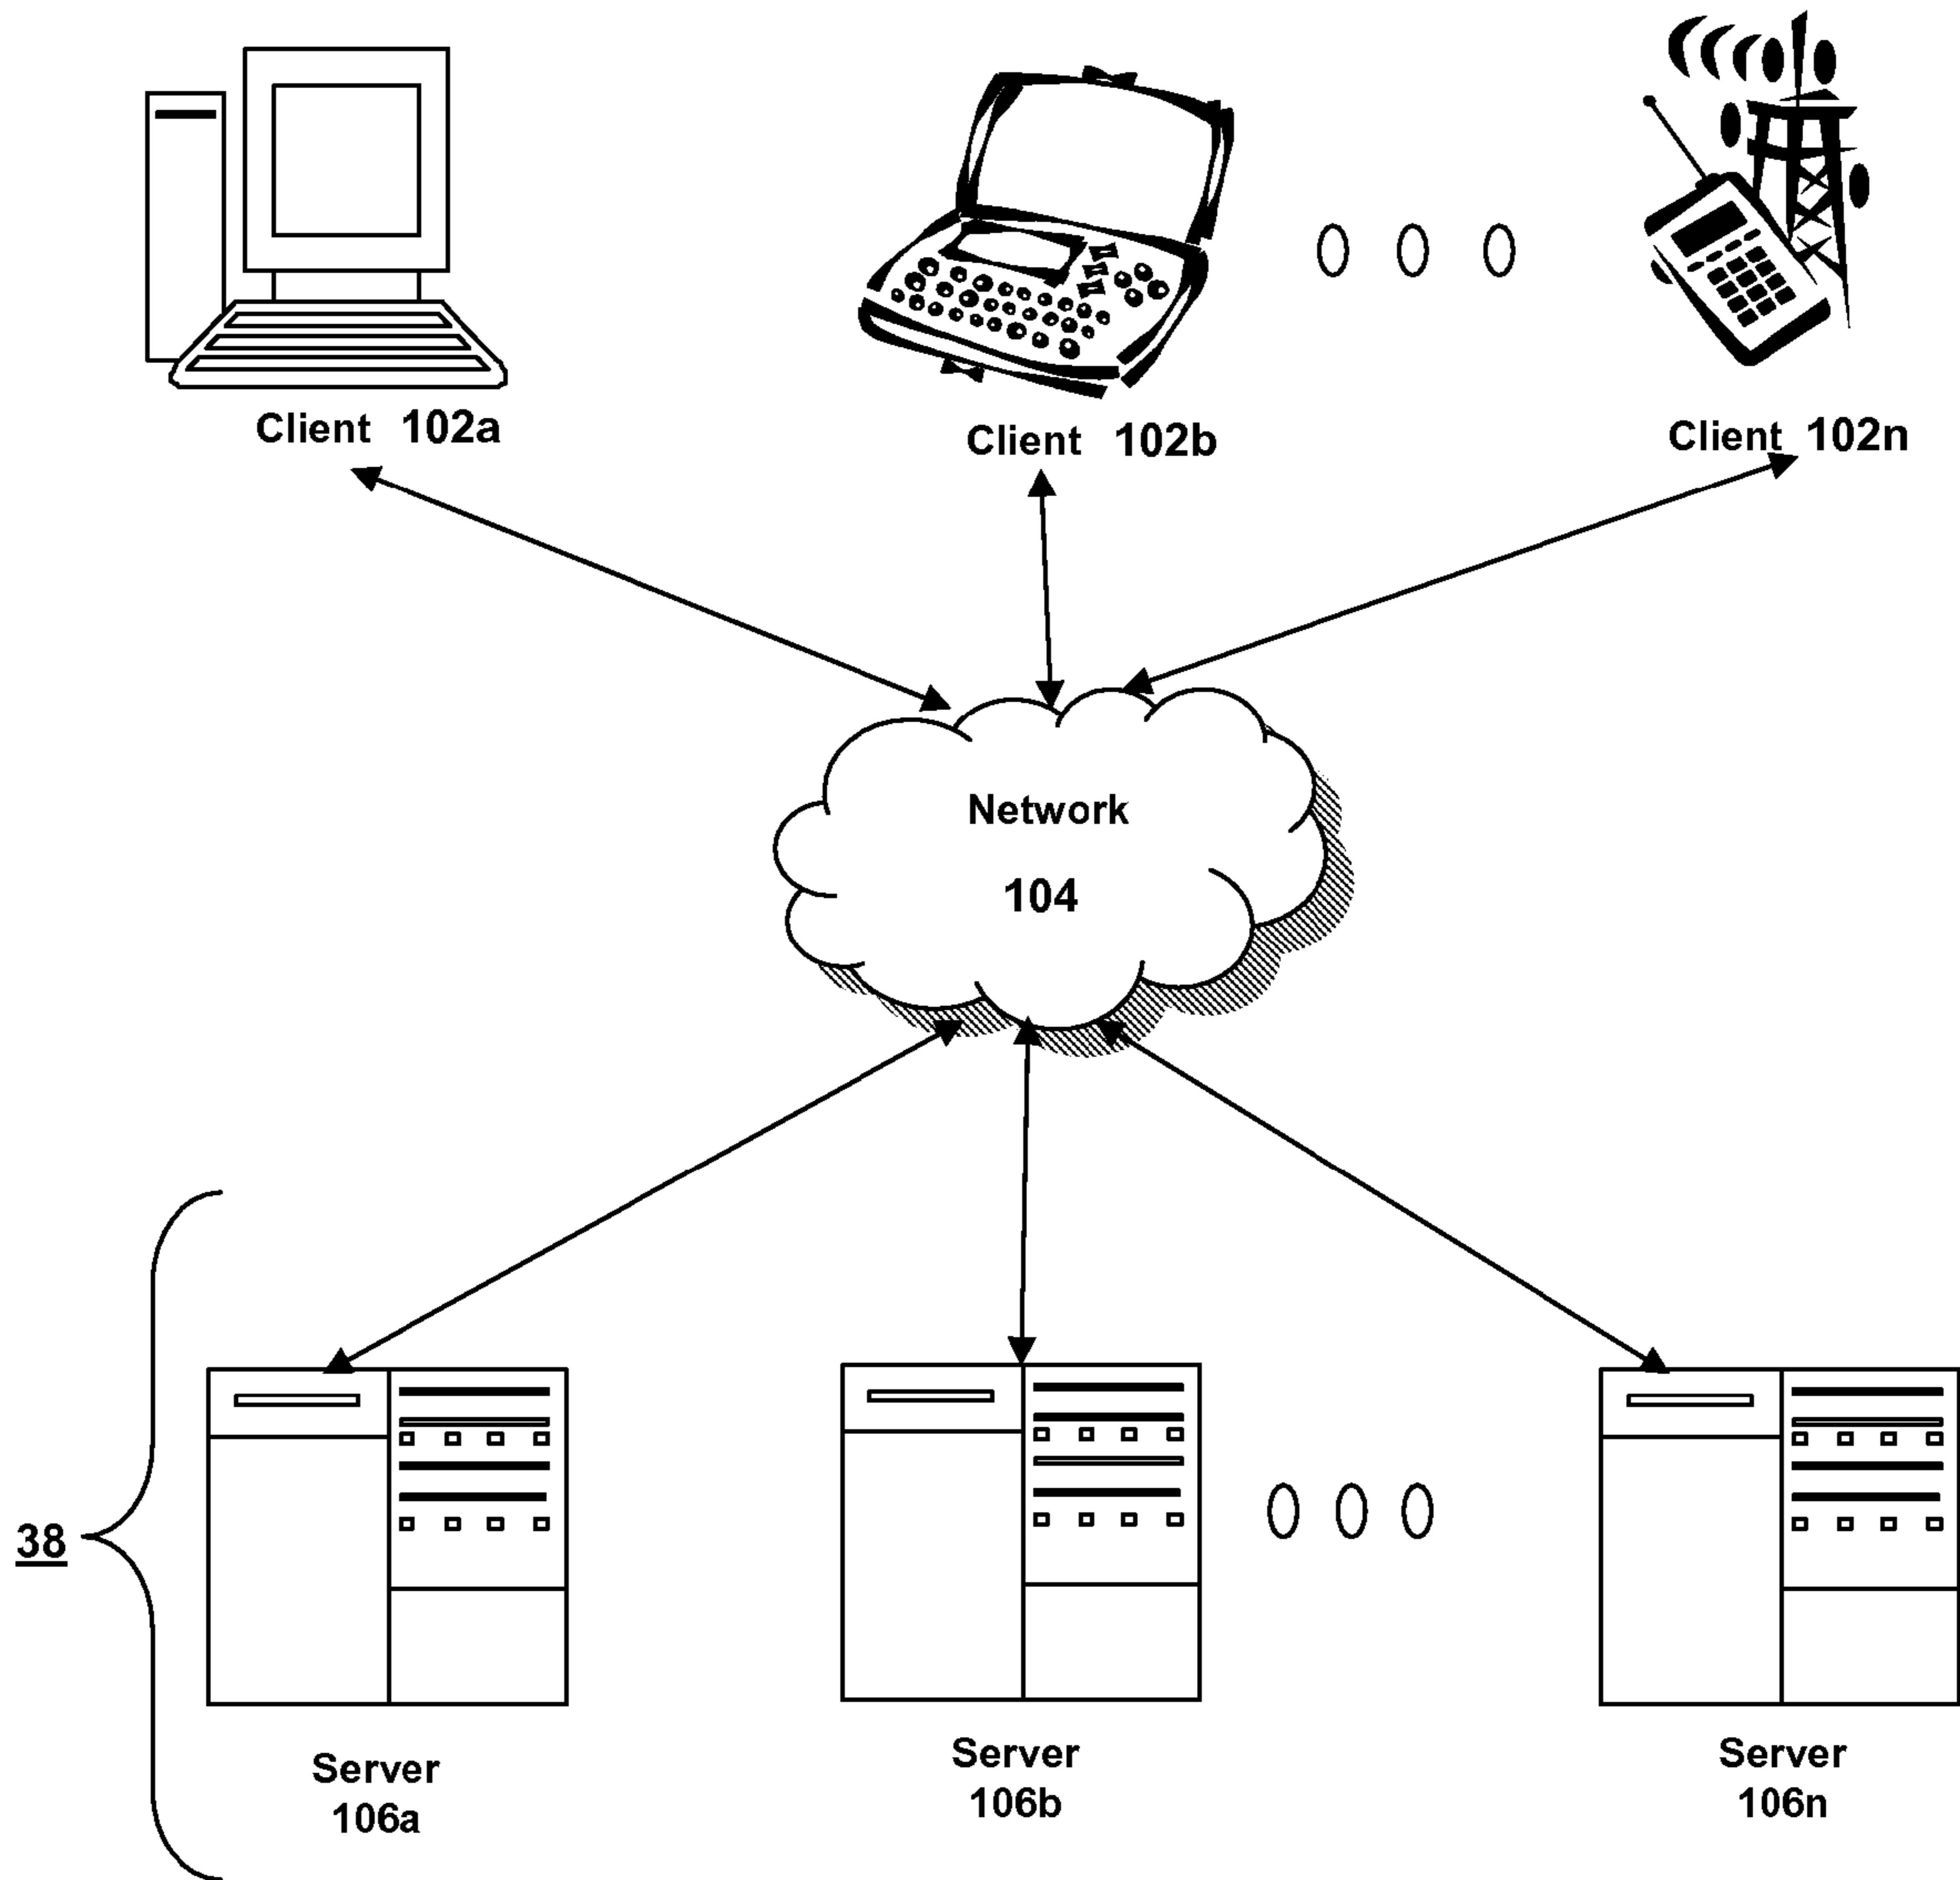 Client 102a
Client 102b
Client 102n
Network
104
38
Server
106a
Server
106b
Server
106n